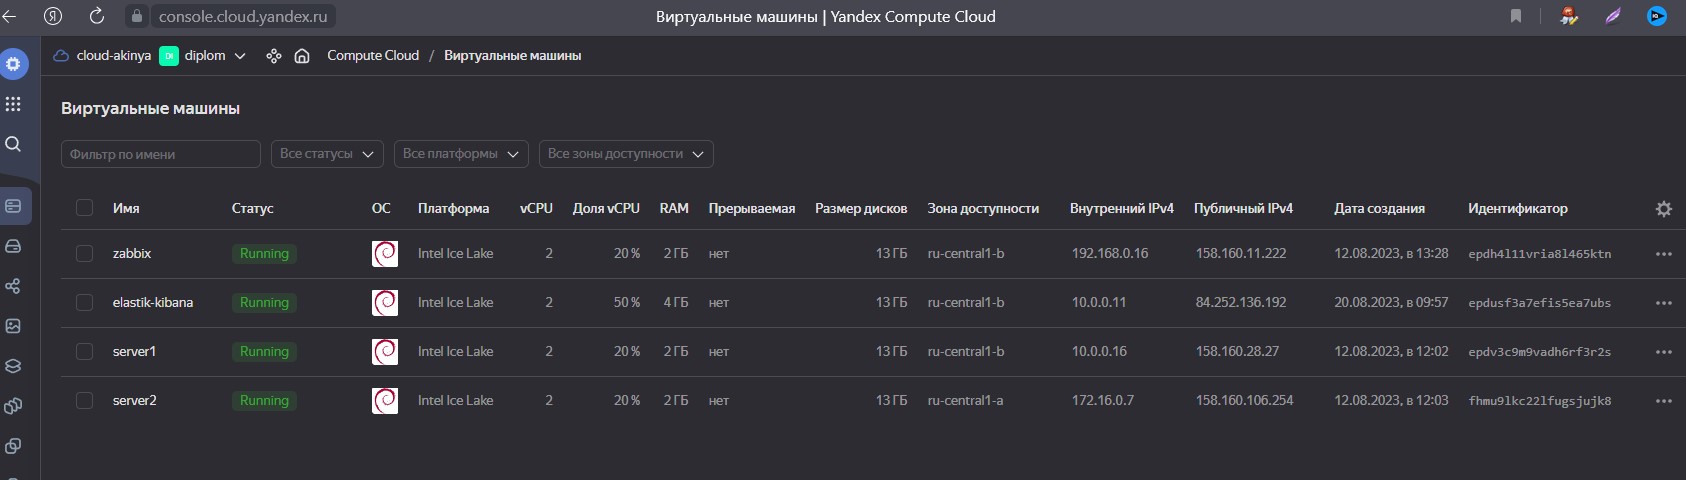 console.cloud.yandex.ru Виртуальные машины | Yandex Compute Cloud
cloud-akinya DI diplom Compute Cloud / Виртуальные машины
Виртуальные машины
Фильтр по имени Все статусы Все платформы Все зоны доступности
Имя Статус ОС Платформа vCPU Доля vCPU RAM Прерываемая Размер дисков Зона доступности Внутренний IPv4 Публичный IPv4 Дата создания Идентификатор
zabbix Running Intel Ice Lake 2 20 % 2 ГБ нет 13 ГБ ru-central1-b 192.168.0.16 158.160.11.222 12.08.2023, в 13:28 epdh4l11vria8l465ktn
elastik-kibana Running Intel Ice Lake 2 50 % 4 ГБ нет 13 ГБ ru-central1-b 10.0.0.11 84.252.136.192 20.08.2023, в 09:57 epdusf3a7efis5ea7ubs
server1 Running Intel Ice Lake 2 20 % 2 ГБ нет 13 ГБ ru-central1-b 10.0.0.16 158.160.28.27 12.08.2023, в 12:02 epdv3c9m9vadh6rf3r2s
server2 Running Intel Ice Lake 2 20 % 2 ГБ нет 13 ГБ ru-central1-a 172.16.0.7 158.160.106.254 12.08.2023, в 12:03 fhmu9lkc22lfugsjujk8